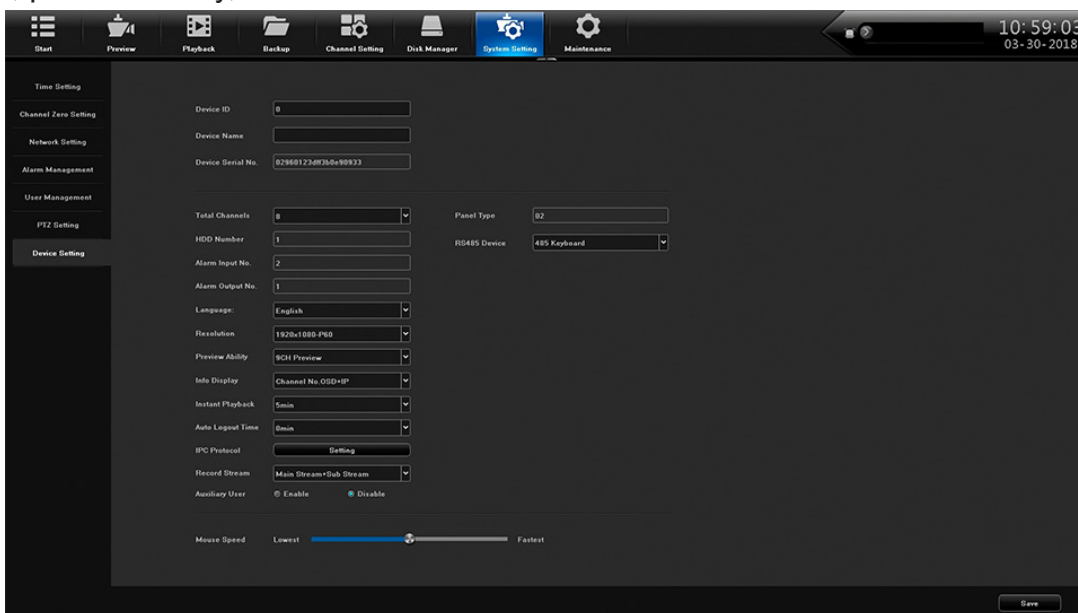 Start Preview Playback Backup Channel Setting Disk Manager System Setting Maintenance
10:59:03
03-30-2018
Time Setting
Channel Zero Setting
Network Setting
Alarm Management
User Management
PTZ Setting
Device Setting
Device ID 0
Device Name
Device Serial No.
Total Channels 8 Panel Type 02
HDD Number 1 RS485 Device 485 Keyboard
Alarm Input No. 2
Alarm Output No. 1
Language: English
Resolution 1920x1080-P60
Preview Ability 9CH Preview
Info Display Channel No.OSD+IP
Instant Playback 5min
Auto Logout Time 0min
IPC Protocol Setting
Record Stream Main Stream+Sub Stream
Auxiliary User Enable Disable
Mouse Speed Lowest Fastest
Save